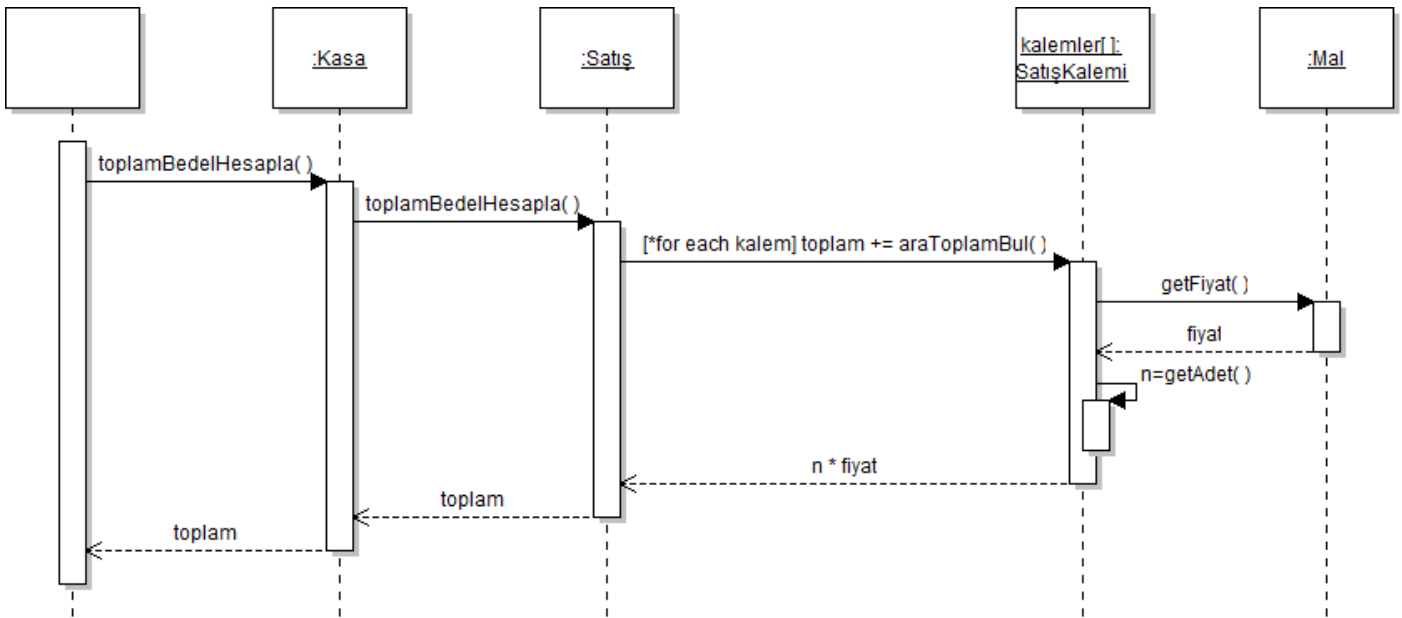 :Kasa
:Satış
kalemler[ ]:
SatışKalemi
:Mal
toplamBedelHesapla( )
toplamBedelHesapla( )
[*for each kalem] toplam += araToplamBul( )
getFiyat( )
fiyat
n=getAdet( )
n * fiyat
toplam
toplam